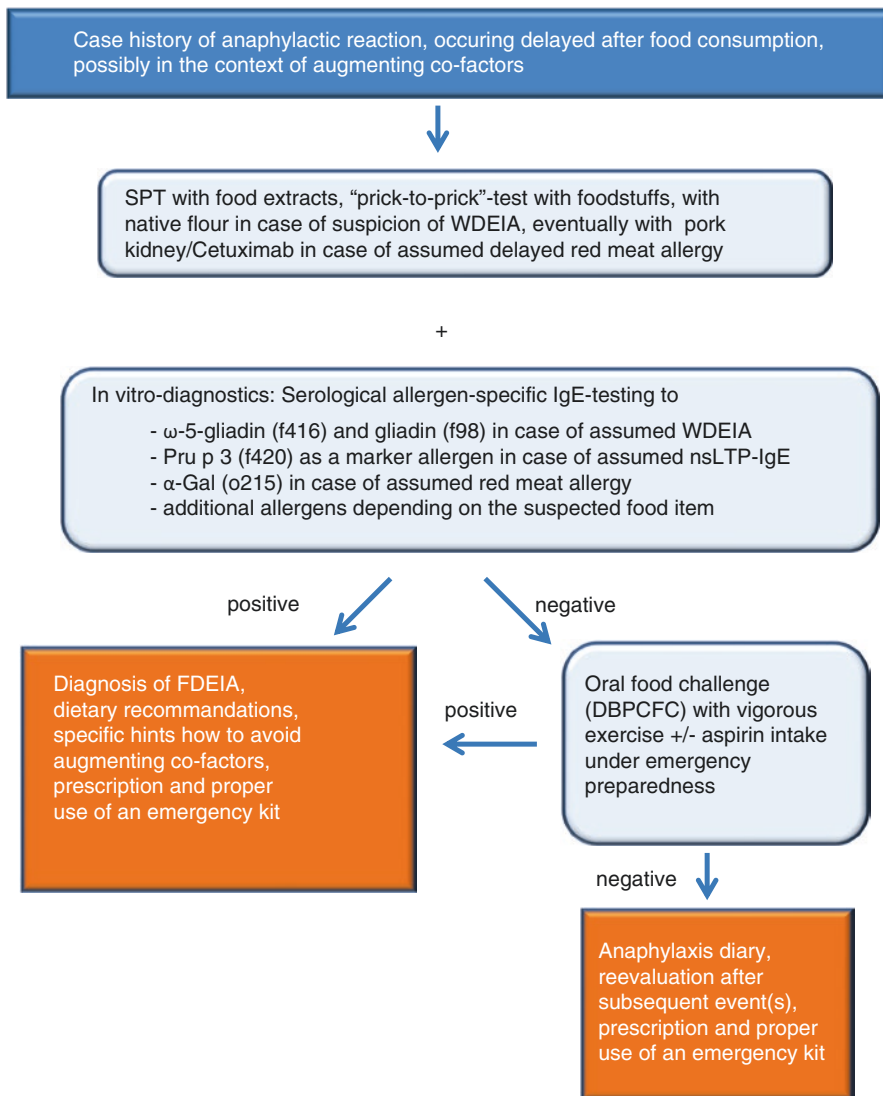 Case history of anaphylactic reaction, occuring delayed after food consumption,
possibly in the context of augmenting co-factors
SPT with food extracts, “prick-to-prick”-test with foodstuffs, with
native flour in case of suspicion of WDEIA, eventually with pork
kidney/Cetuximab in case of assumed delayed red meat allergy
+
In vitro-diagnostics: Serological allergen-specific IgE-testing to
- ω-5-gliadin (f416) and gliadin (f98) in case of assumed WDEIA
- Pru p 3 (f420) as a marker allergen in case of assumed nsLTP-IgE
- α-Gal (o215) in case of assumed red meat allergy
- additional allergens depending on the suspected food item
positive
negative
Diagnosis of FDEIA,
dietary recommandations,
specific hints how to avoid
augmenting co-factors,
prescription and proper
use of an emergency kit
positive
Oral food challenge
(DBPCFC) with vigorous
exercise +/- aspirin intake
under emergency
preparedness
negative
Anaphylaxis diary,
reevaluation after
subsequent event(s),
prescription and proper
use of an emergency kit